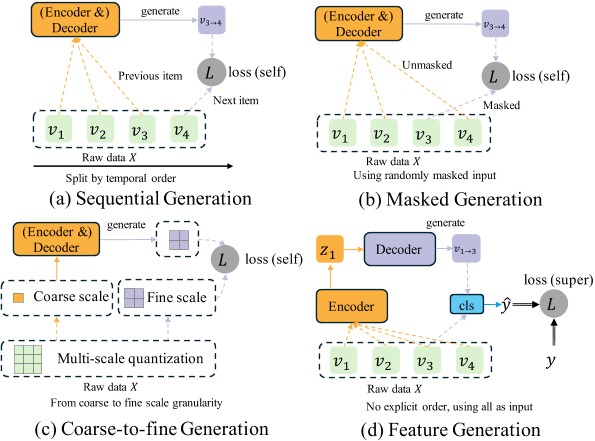 (Encoder &)
Decoder
generate
v3→4
Previous item
L
loss (self)
Next item
v1
v2
v3
v4
Raw data X
Split by temporal order
(a) Sequential Generation
(Encoder &)
Decoder
generate
v3→4
Unmasked
L
loss (self)
Masked
v1
v2
v3
v4
Raw data X
Using randomly masked input
(b) Masked Generation
(Encoder &)
Decoder
generate
L
loss (self)
Coarse scale
Fine scale
Multi-scale quantization
Raw data X
From coarse to fine scale granularity
(c) Coarse-to-fine Generation
generate
z1
Decoder
v1→3
loss (super)
Encoder
cls
ŷ
L
v1
v2
v3
v4
y
Raw data X
No explicit order, using all as input
(d) Feature Generation